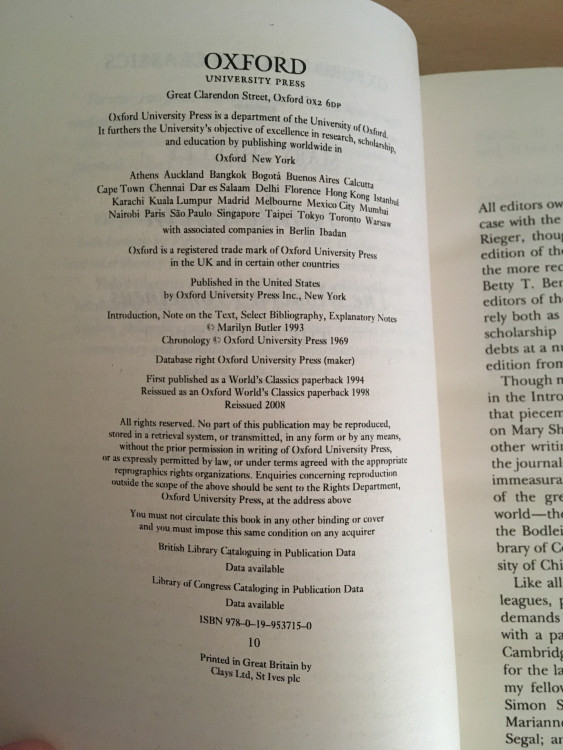 OXFORD
UNIVERSITY PRESS
Great Clarendon Street, Oxford OX2 6DP
Oxford University Press is a department of the University of Oxford.
It furthers the University's objective of excellence in research, scholarship,
and education by publishing worldwide in
Oxford New York
Athens Auckland Bangkok Bogotá Buenos Aires Calcutta
Cape Town Chennai Dar es Salaam Delhi Florence Hong Kong Istanbul
Karachi Kuala Lumpur Madrid Melbourne Mexico City Mumbai
Nairobi Paris São Paulo Singapore Taipei Tokyo Toronto Warsaw
with associated companies in Berlin Ibadan
Oxford is a registered trade mark of Oxford University Press
in the UK and in certain other countries
Published in the United States
by Oxford University Press Inc., New York
Introduction, Note on the Text, Select Bibliography, Explanatory Notes
© Marilyn Butler 1993
Chronology © Oxford University Press 1969
Database right Oxford University Press (maker)
First published as a World's Classics paperback 1994
Reissued as an Oxford World's Classics paperback 1998
Reissued 2008
All rights reserved. No part of this publication may be reproduced,
stored in a retrieval system, or transmitted, in any form or by any means,
without the prior permission in writing of Oxford University Press,
or as expressly permitted by law, or under terms agreed with the appropriate
reprographics rights organizations. Enquiries concerning reproduction
outside the scope of the above should be sent to the Rights Department,
Oxford University Press, at the address above
You must not circulate this book in any other binding or cover
and you must impose this same condition on any acquirer
British Library Cataloguing in Publication Data
Data available
Library of Congress Cataloging in Publication Data
Data available
ISBN 978-0-19-953715-0
10
Printed in Great Britain by
Clays Ltd, St Ives plc
All editors ow
case with the
Rieger, thoug
edition of the
the more rec
Betty T. Ben
editors of the
rely both as
scholarship
debts at a nu
edition from
Though m
in the Intro
that piecem
on Mary Sh
other writin
the journal
immeasura
of the gre
world—the
the Bodlei
brary of Co
sity of Chi
Like all
leagues, p
demands
with a pa
Cambridg
for the la
my fellow
Simon S
Marianne
Segal; an